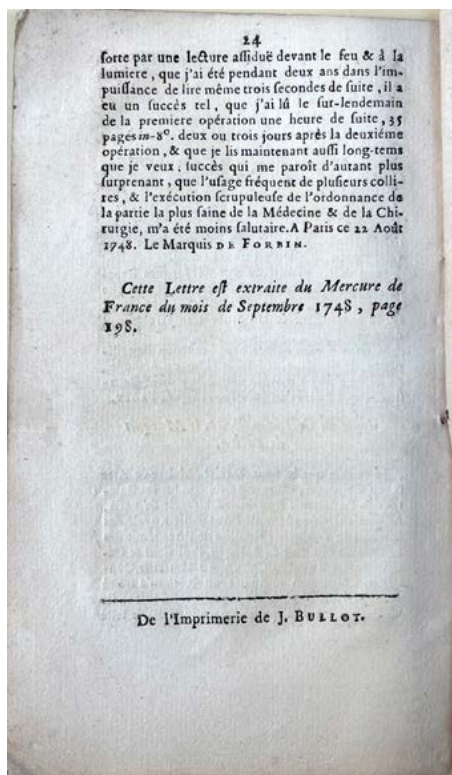 24
ſorte par une lecture aſſiduë devant le feu & à la
lumiere, que j'ai été pendant deux ans dans l'im-
puiſſance de lire même trois ſecondes de ſuite, il a
eu un ſuccès tel, que j'ai lû le ſur-lendemain
de la premiere opération une heure de ſuite, 35
pages in-8°. deux ou trois jours après la deuxiéme
opération, & que je lis maintenant auſſi long-tems
que je veux; ſuccès qui me paroît d'autant plus
ſurprenant, que l'uſage fréquent de pluſieurs colli-
res, & l'exécution ſcrupuleuſe de l'ordonnance de
la partie la plus ſaine de la Médecine & de la Chi-
rurgie, m'a été moins ſalutaire. A Paris ce 22 Août
1748. Le Marquis DE FORBIN.
Cette Lettre eſt extraite du Mercure de
France du mois de Septembre 1748, page
198.
De l'Imprimerie de J. BULLOT.